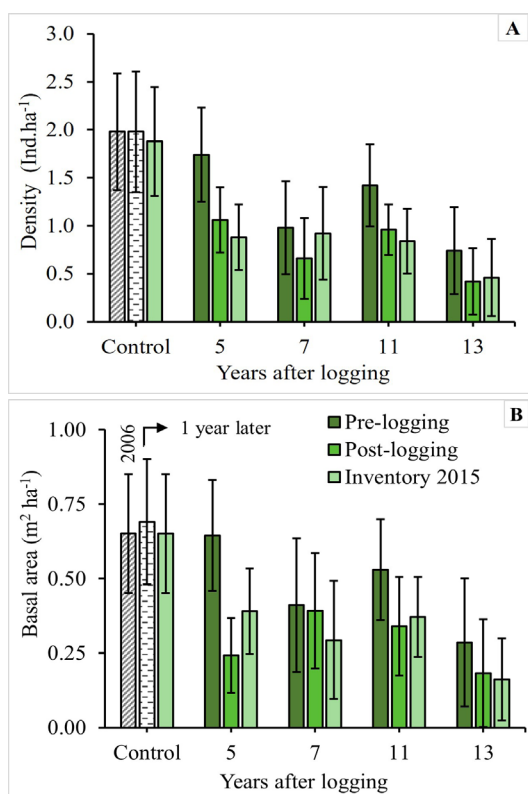 A
3.0
2.5
2.0
1.5
1.0
0.5
0.0
Density (Ind.ha⁻¹)
Control 5 7 11 13
Years after logging
B
1.00
0.75
0.50
0.25
0.00
Basal area (m² ha⁻¹)
2006
1 year later
Pre-logging
Post-logging
Inventory 2015
Control 5 7 11 13
Years after logging